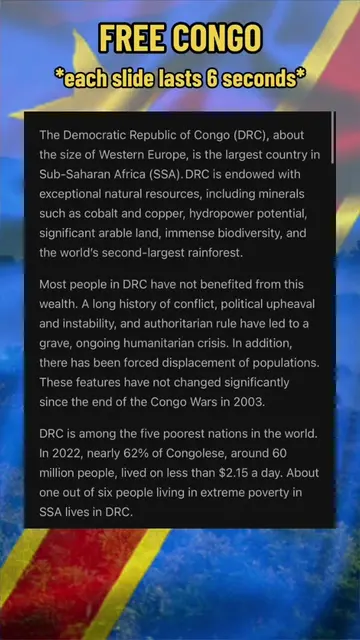 FREE CONGO
*each slide lasts 6 seconds*
The Democratic Republic of Congo (DRC), about
the size of Western Europe, is the largest country in
Sub-Saharan Africa (SSA). DRC is endowed with
exceptional natural resources, including minerals
such as cobalt and copper, hydropower potential,
significant arable land, immense biodiversity, and
the world's second-largest rainforest.
Most people in DRC have not benefited from this
wealth. A long history of conflict, political upheaval
and instability, and authoritarian rule have led to a
grave, ongoing humanitarian crisis. In addition,
there has been forced displacement of populations.
These features have not changed significantly
since the end of the Congo Wars in 2003.
DRC is among the five poorest nations in the world.
In 2022, nearly 62% of Congolese, around 60
million people, lived on less than $2.15 a day. About
one out of six people living in extreme poverty in
SSA lives in DRC.